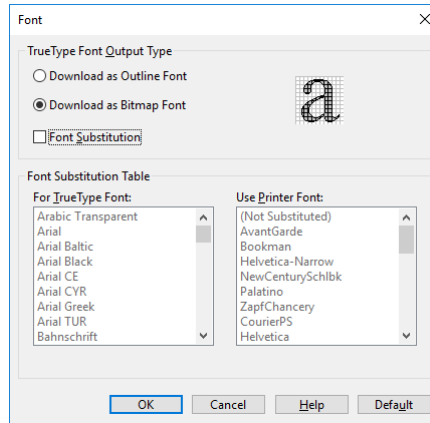 Font
TrueType Font Output Type
Download as Outline Font
Download as Bitmap Font
Font Substitution
a
Font Substitution Table
For TrueType Font:
Arabic Transparent
Arial
Arial Baltic
Arial Black
Arial CE
Arial CYR
Arial Greek
Arial TUR
Bahnschrift
Use Printer Font:
(Not Substituted)
AvantGarde
Bookman
Helvetica-Narrow
NewCenturySchlbk
Palatino
ZapfChancery
CourierPS
Helvetica
OK Cancel Help Default